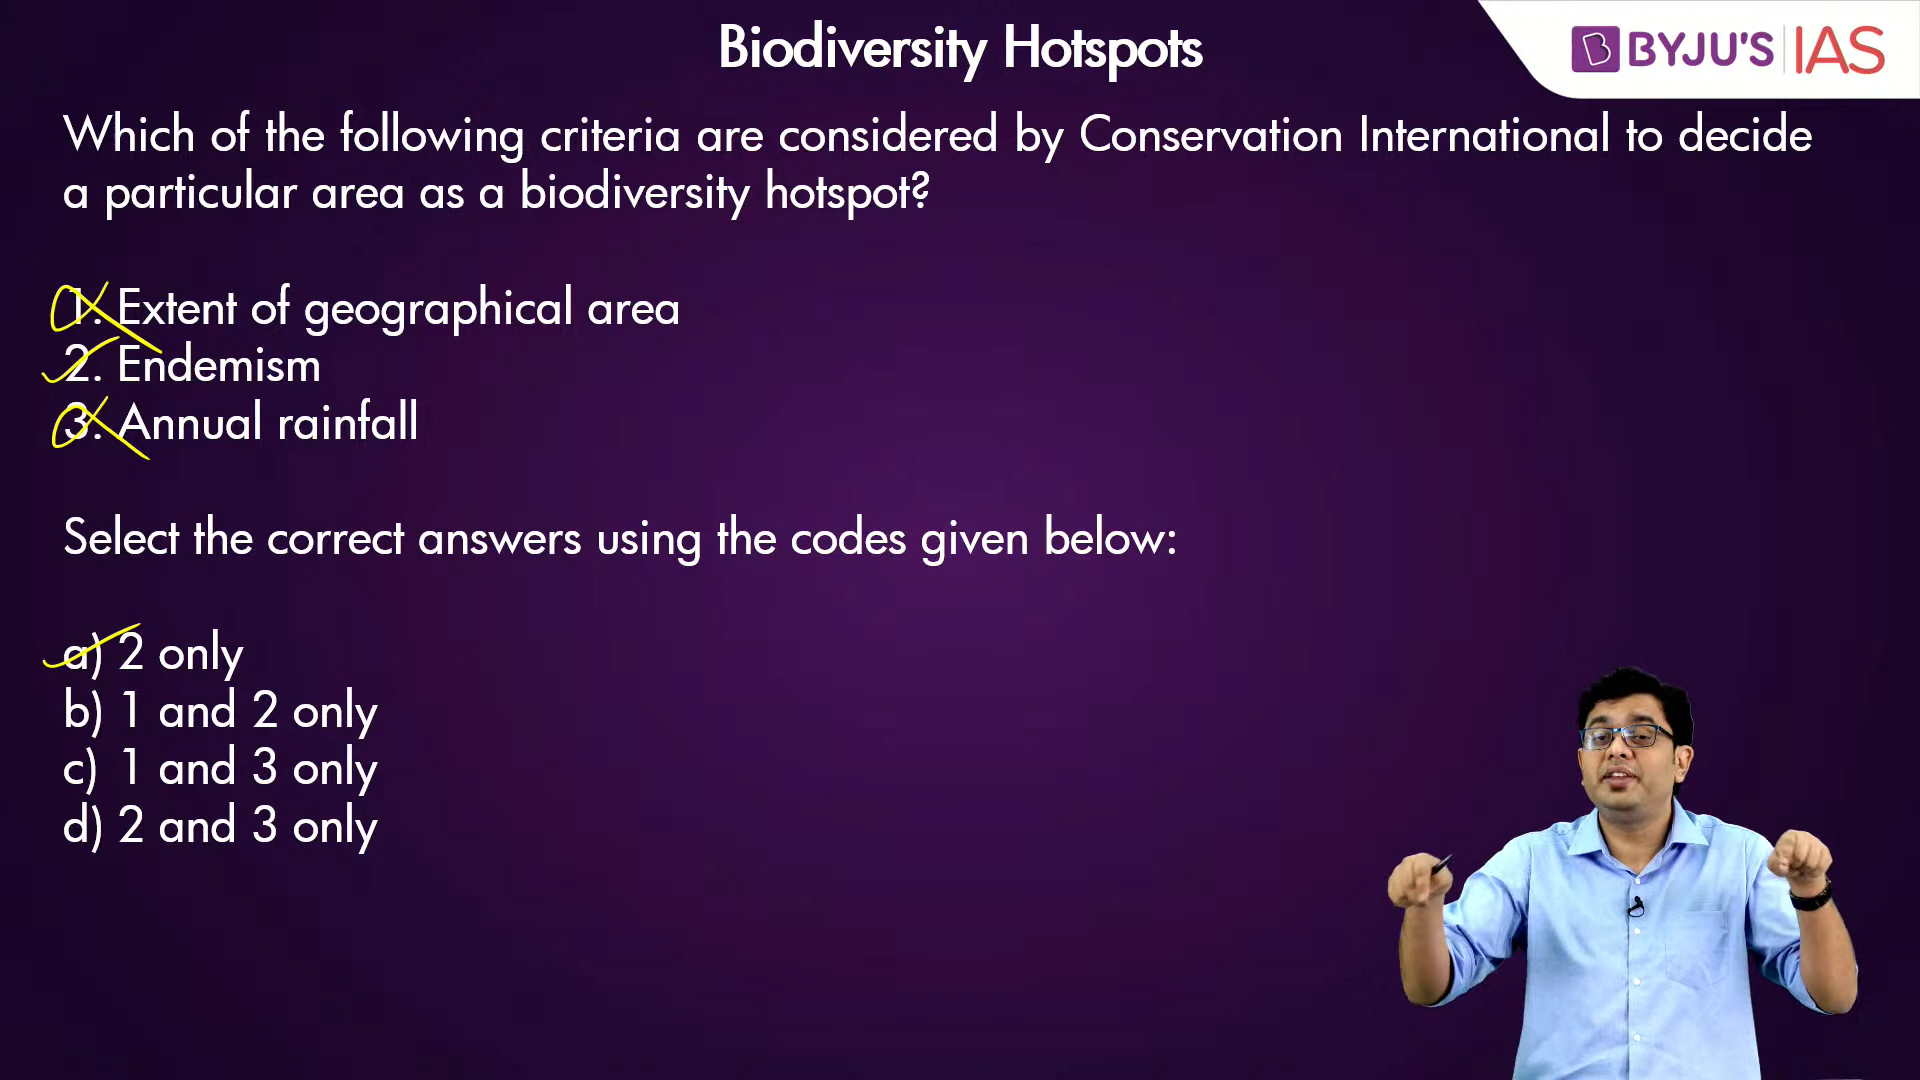 Biodiversity Hotspots
BYJU'S IAS
Which of the following criteria are considered by Conservation International to decide
a particular area as a biodiversity hotspot?
1. Extent of geographical area
2. Endemism
3. Annual rainfall
Select the correct answers using the codes given below:
a) 2 only
b) 1 and 2 only
c) 1 and 3 only
d) 2 and 3 only